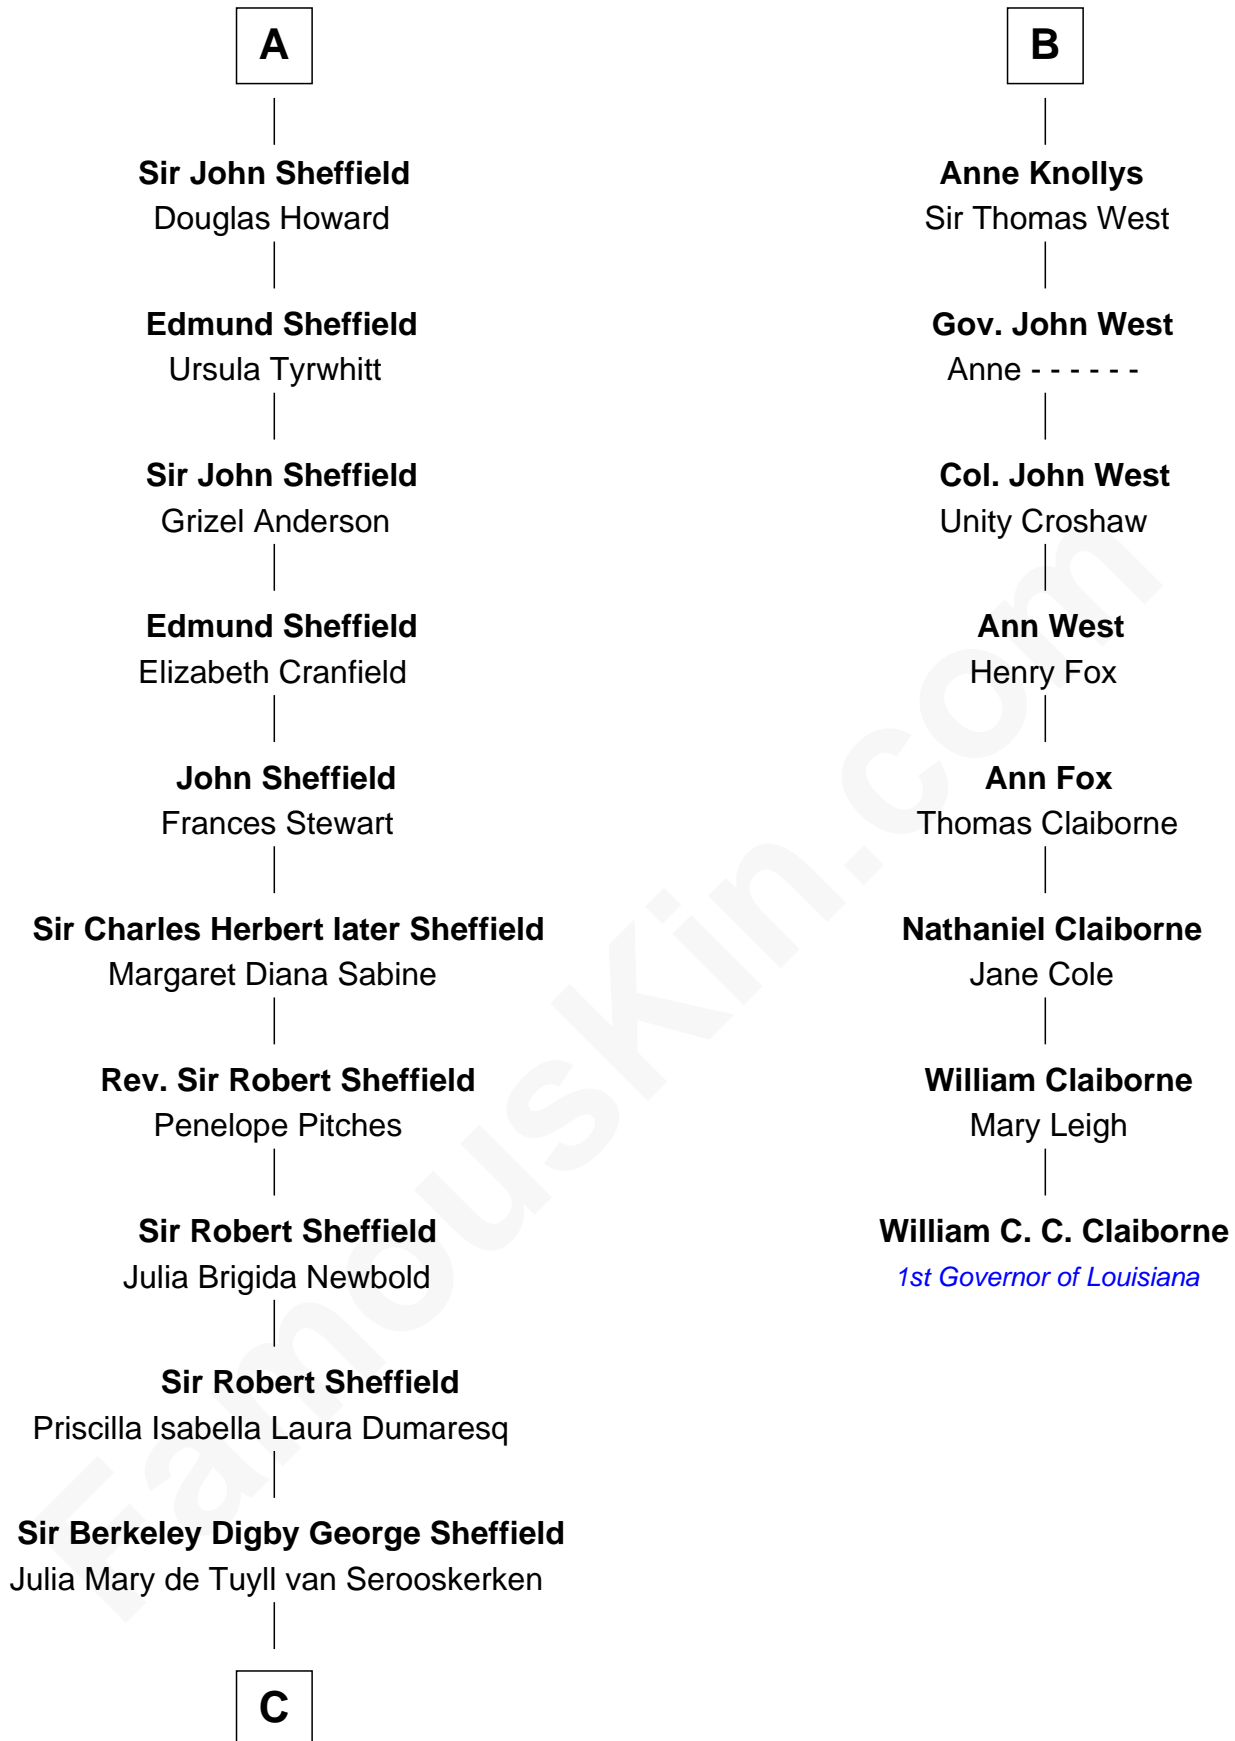 A
Sir John Sheffield
Douglas Howard
Edmund Sheffield
Ursula Tyrwhitt
Sir John Sheffield
Grizel Anderson
Edmund Sheffield
Elizabeth Cranfield
John Sheffield
Frances Stewart
Sir Charles Herbert later Sheffield
Margaret Diana Sabine
Rev. Sir Robert Sheffield
Penelope Pitches
Sir Robert Sheffield
Julia Brigida Newbold
Sir Robert Sheffield
Priscilla Isabella Laura Dumaresq
Sir Berkeley Digby George Sheffield
Julia Mary de Tuyll van Serooskerken
C
B
Anne Knollys
Sir Thomas West
Gov. John West
Anne - - - - - -
Col. John West
Unity Croshaw
Ann West
Henry Fox
Ann Fox
Thomas Claiborne
Nathaniel Claiborne
Jane Cole
William Claiborne
Mary Leigh
William C. C. Claiborne
1st Governor of Louisiana
FamousKin.com